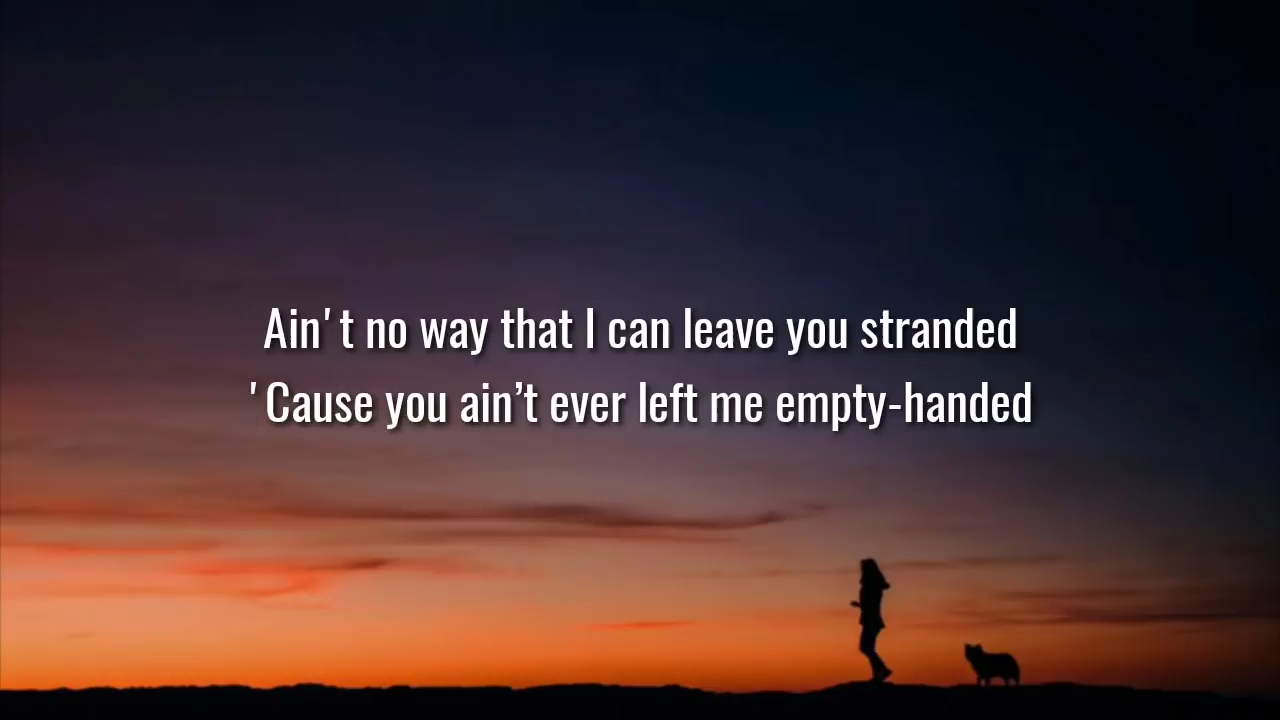 Ain't no way that I can leave you stranded
'Cause you ain’t ever left me empty-handed